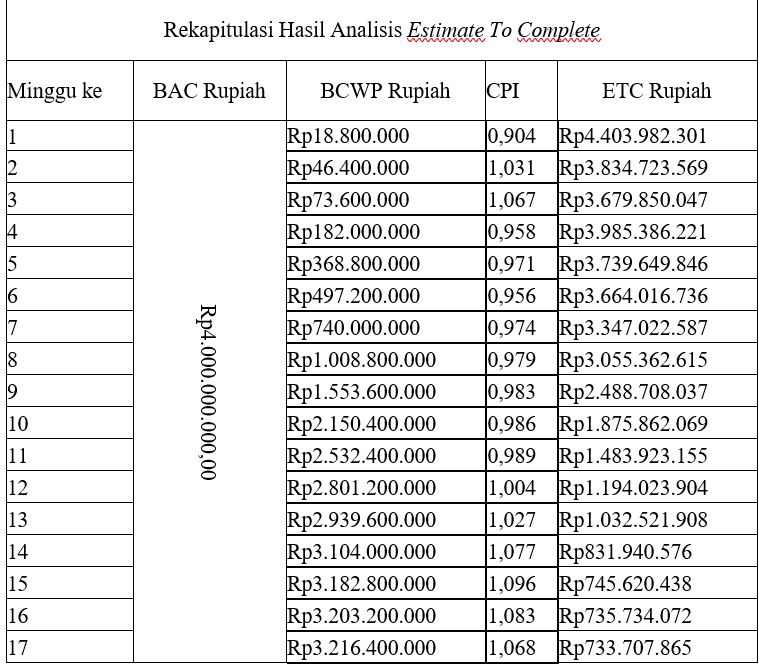 Rekapitulasi Hasil Analisis Estimate To Complete
Minggu ke BAC Rupiah BCWP Rupiah CPI ETC Rupiah
Rp4.000.000.000,00
1 Rp18.800.000 0,904 Rp4.403.982.301
2 Rp46.400.000 1,031 Rp3.834.723.569
3 Rp73.600.000 1,067 Rp3.679.850.047
4 Rp182.000.000 0,958 Rp3.985.386.221
5 Rp368.800.000 0,971 Rp3.739.649.846
6 Rp497.200.000 0,956 Rp3.664.016.736
7 Rp740.000.000 0,974 Rp3.347.022.587
8 Rp1.008.800.000 0,979 Rp3.055.362.615
9 Rp1.553.600.000 0,983 Rp2.488.708.037
10 Rp2.150.400.000 0,986 Rp1.875.862.069
11 Rp2.532.400.000 0,989 Rp1.483.923.155
12 Rp2.801.200.000 1,004 Rp1.194.023.904
13 Rp2.939.600.000 1,027 Rp1.032.521.908
14 Rp3.104.000.000 1,077 Rp831.940.576
15 Rp3.182.800.000 1,096 Rp745.620.438
16 Rp3.203.200.000 1,083 Rp735.734.072
17 Rp3.216.400.000 1,068 Rp733.707.865